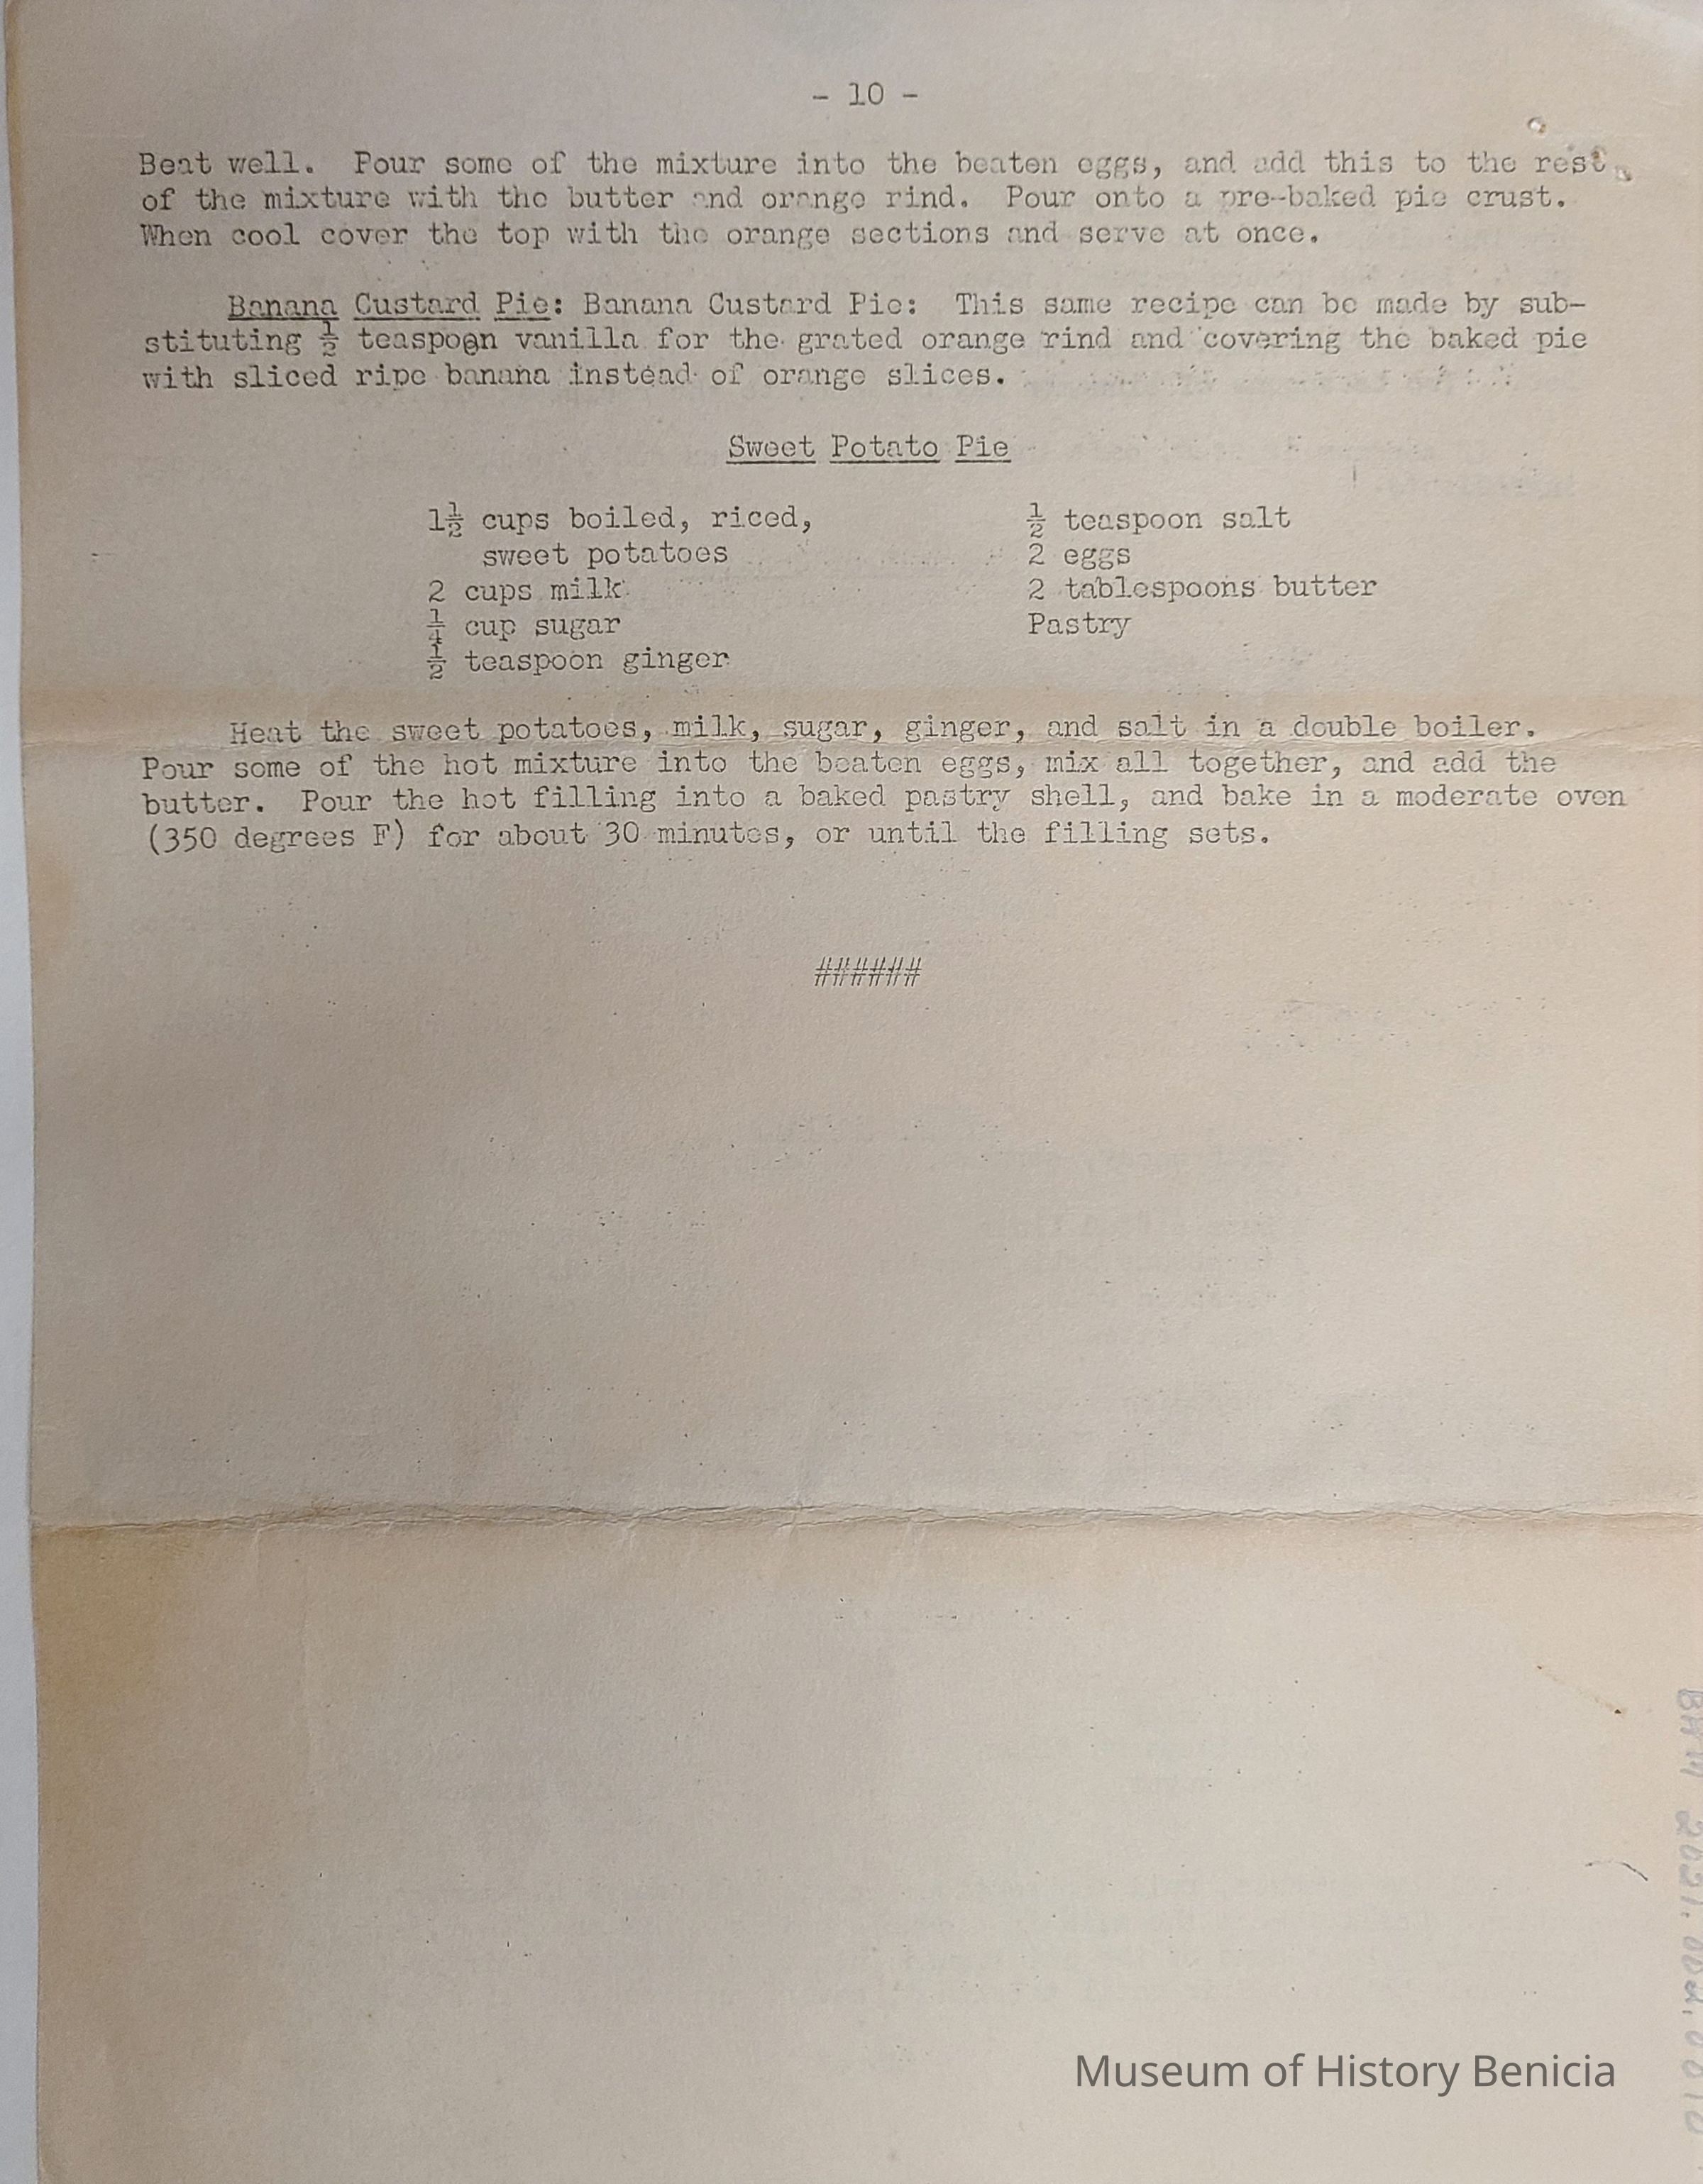 - 10 -
Beat well. Pour some of the mixture into the beaten eggs, and add this to the rest
of the mixture with the butter and orange rind. Pour onto a pre-baked pie crust.
When cool cover the top with the orange sections and serve at once.
Banana Custard Pie: Banana Custard Pie: This same recipe can be made by sub-
stituting ½ teaspoon vanilla for the grated orange rind and covering the baked pie
with sliced ripe banana instead of orange slices.
Sweet Potato Pie
1½ cups boiled, riced,
sweet potatoes
2 cups milk
¼ cup sugar
½ teaspoon ginger
½ teaspoon salt
2 eggs
2 tablespoons butter
Pastry
Heat the sweet potatoes, milk, sugar, ginger, and salt in a double boiler.
Pour some of the hot mixture into the beaten eggs, mix all together, and add the
butter. Pour the hot filling into a baked pastry shell, and bake in a moderate oven
(350 degrees F) for about 30 minutes, or until the filling sets.
######
Museum of History Benicia